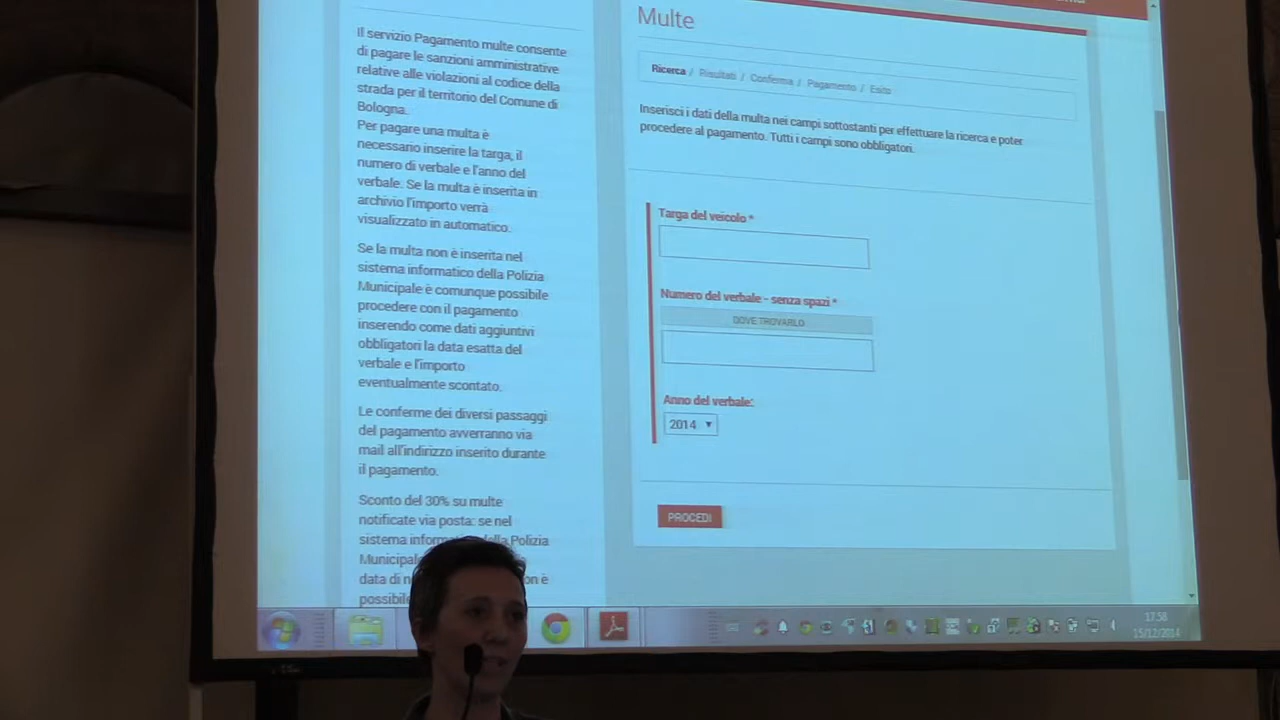 Il servizio Pagamento multe consente
di pagare le sanzioni amministrative
relative alle violazioni al codice della
strada per il territorio del Comune di
Bologna.
Per pagare una multa è
necessario inserire la targa, il
numero di verbale e l'anno del
verbale. Se la multa è inserita in
archivio l'importo verrà
visualizzato in automatico.
Se la multa non è inserita nel
sistema informatico della Polizia
Municipale è comunque possibile
procedere con il pagamento
inserendo come dati aggiuntivi
obbligatori la data esatta del
verbale e l'importo
eventualmente scontato.
Le conferme dei diversi passaggi
del pagamento avverranno via
mail all'indirizzo inserito durante
il pagamento.
Sconto del 30% su multe
notificate via posta: se nel
sistema della Polizia
data di
Multe
Ricerca / Risultati / Conferma / Pagamento / Esito
Inserisci i dati della multa nei campi sottostanti per effettuare la ricerca e poter
procedere al pagamento. Tutti i campi sono obbligatori.
Targa del veicolo *
Numero del verbale - senza spazi *
DOVE TROVARLO
Anno del verbale:
2014
PROCEDI
17.58
15/12/2014